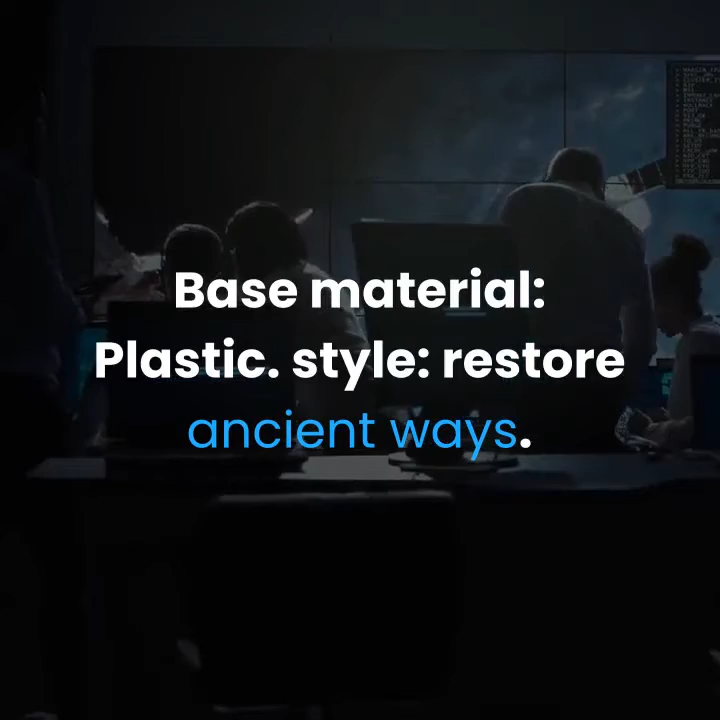 Base material:
Plastic. style: restore
ancient ways.